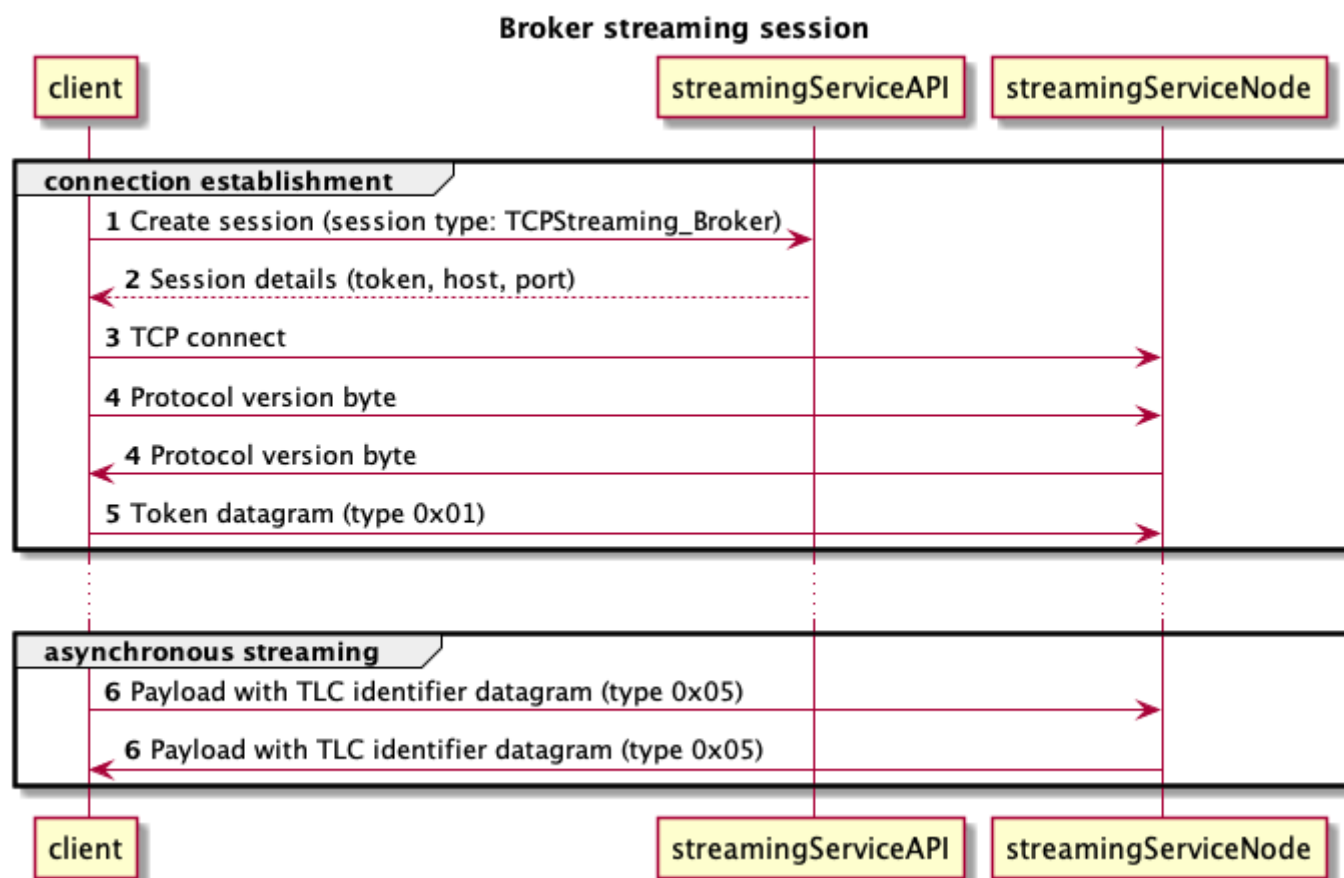 Broker streaming session
client
streamingServiceAPI
streamingServiceNode
connection establishment
1 Create session (session type: TCPStreaming_Broker)
2 Session details (token, host, port)
3 TCP connect
4 Protocol version byte
4 Protocol version byte
5 Token datagram (type 0x01)
asynchronous streaming
6 Payload with TLC identifier datagram (type 0x05)
6 Payload with TLC identifier datagram (type 0x05)
client
streamingServiceAPI
streamingServiceNode